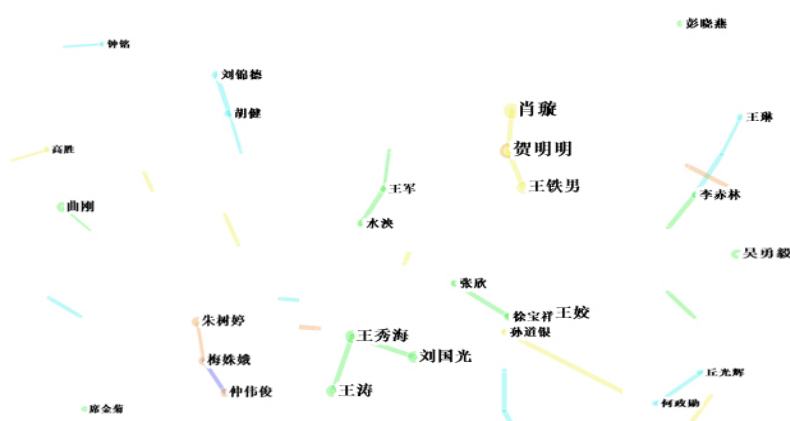 彭晓燕
钟铭
刘锦德
胡健
肖璇
王琳
高胜
贺明明
王军
王铁男
李赤林
曲刚
水泱
吴勇毅
张欣
徐宝祥
王姣
孙道银
朱树婷
王秀海
刘国光
梅姝娥
丘光辉
仲伟俊
王涛
何政勋
席金菊